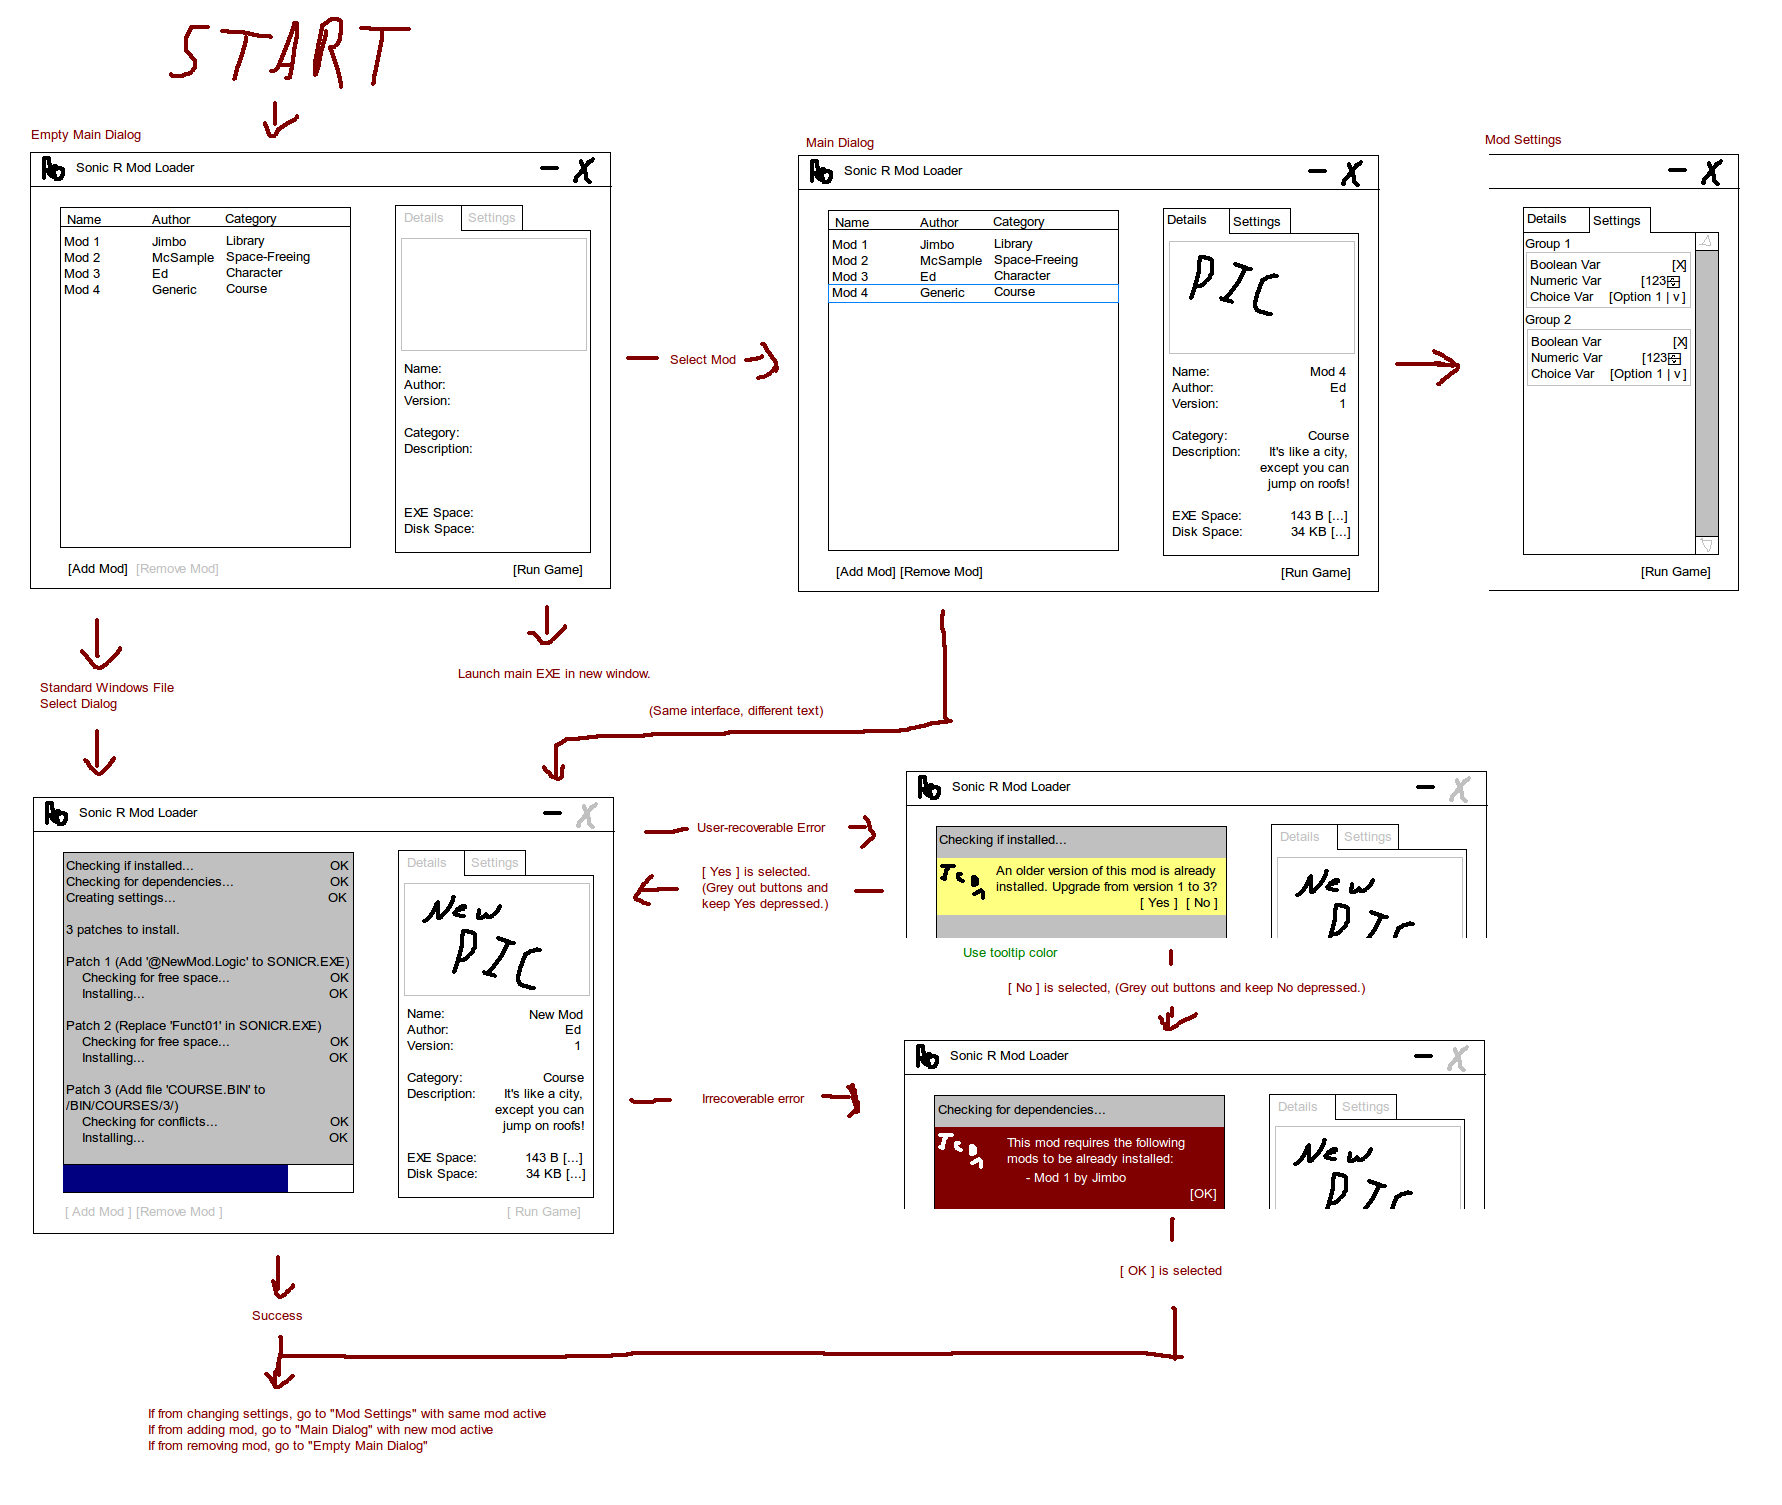 START
Empty Main Dialog
Sonic R Mod Loader
— X
Name Author Category
Mod 1 Jimbo Library
Mod 2 McSample Space-Freeing
Mod 3 Ed Character
Mod 4 Generic Course
Details Settings
Name:
Author:
Version:
Category:
Description:
EXE Space:
Disk Space:
[Add Mod] [Remove Mod]
[Run Game]
Select Mod
Main Dialog
Sonic R Mod Loader
— X
Name Author Category
Mod 1 Jimbo Library
Mod 2 McSample Space-Freeing
Mod 3 Ed Character
Mod 4 Generic Course
Details Settings
PIC
Name: Mod 4
Author: Ed
Version: 1
Category: Course
Description: It's like a city,
except you can
jump on roofs!
EXE Space: 143 B [...]
Disk Space: 34 KB [...]
[Add Mod] [Remove Mod]
[Run Game]
Mod Settings
— X
Details Settings
Group 1
Boolean Var [X]
Numeric Var [123
Choice Var [Option 1 | v ]
Group 2
Boolean Var [X]
Numeric Var [123
Choice Var [Option 1 | v ]
[Run Game]
Standard Windows File
Select Dialog
Launch main EXE in new window.
(Same interface, different text)
Sonic R Mod Loader
— X
Checking if installed... OK
Checking for dependencies... OK
Creating settings... OK
3 patches to install.
Patch 1 (Add '@NewMod.Logic' to SONICR.EXE)
Checking for free space... OK
Installing... OK
Patch 2 (Replace 'Funct01' in SONICR.EXE)
Checking for free space... OK
Installing... OK
Patch 3 (Add file 'COURSE.BIN' to
/BIN/COURSES/3/)
Checking for conflicts... OK
Installing... OK
Details Settings
New
PIC
Name: New Mod
Author: Ed
Version: 1
Category: Course
Description: It's like a city,
except you can
jump on roofs!
EXE Space: 143 B [...]
Disk Space: 34 KB [...]
[ Add Mod ] [Remove Mod ]
[ Run Game]
User-recoverable Error
[ Yes ] is selected.
(Grey out buttons and
keep Yes depressed.)
Sonic R Mod Loader
— X
Checking if installed...
An older version of this mod is already
installed. Upgrade from version 1 to 3?
[ Yes ] [ No ]
Details Settings
New
PIC
Use tooltip color
[ No ] is selected, (Grey out buttons and keep No depressed.)
Irrecoverable error
Sonic R Mod Loader
— X
Checking for dependencies...
This mod requires the following
mods to be already installed:
- Mod 1 by Jimbo
[OK]
Details Settings
New
PIC
[ OK ] is selected
Success
If from changing settings, go to "Mod Settings" with same mod active
If from adding mod, go to "Main Dialog" with new mod active
If from removing mod, go to "Empty Main Dialog"